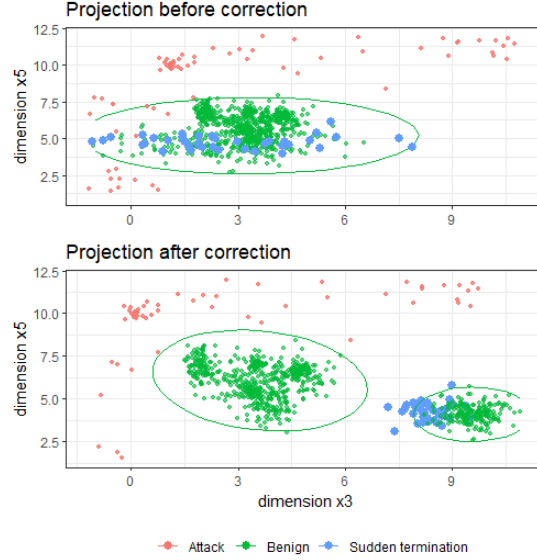 Projection before correction
12.5
10.0
7.5
5.0
2.5
dimension x5
0 3 6 9
Projection after correction
12.5
10.0
7.5
5.0
2.5
dimension x5
0 3 6 9
dimension x3
Attack Benign Sudden termination